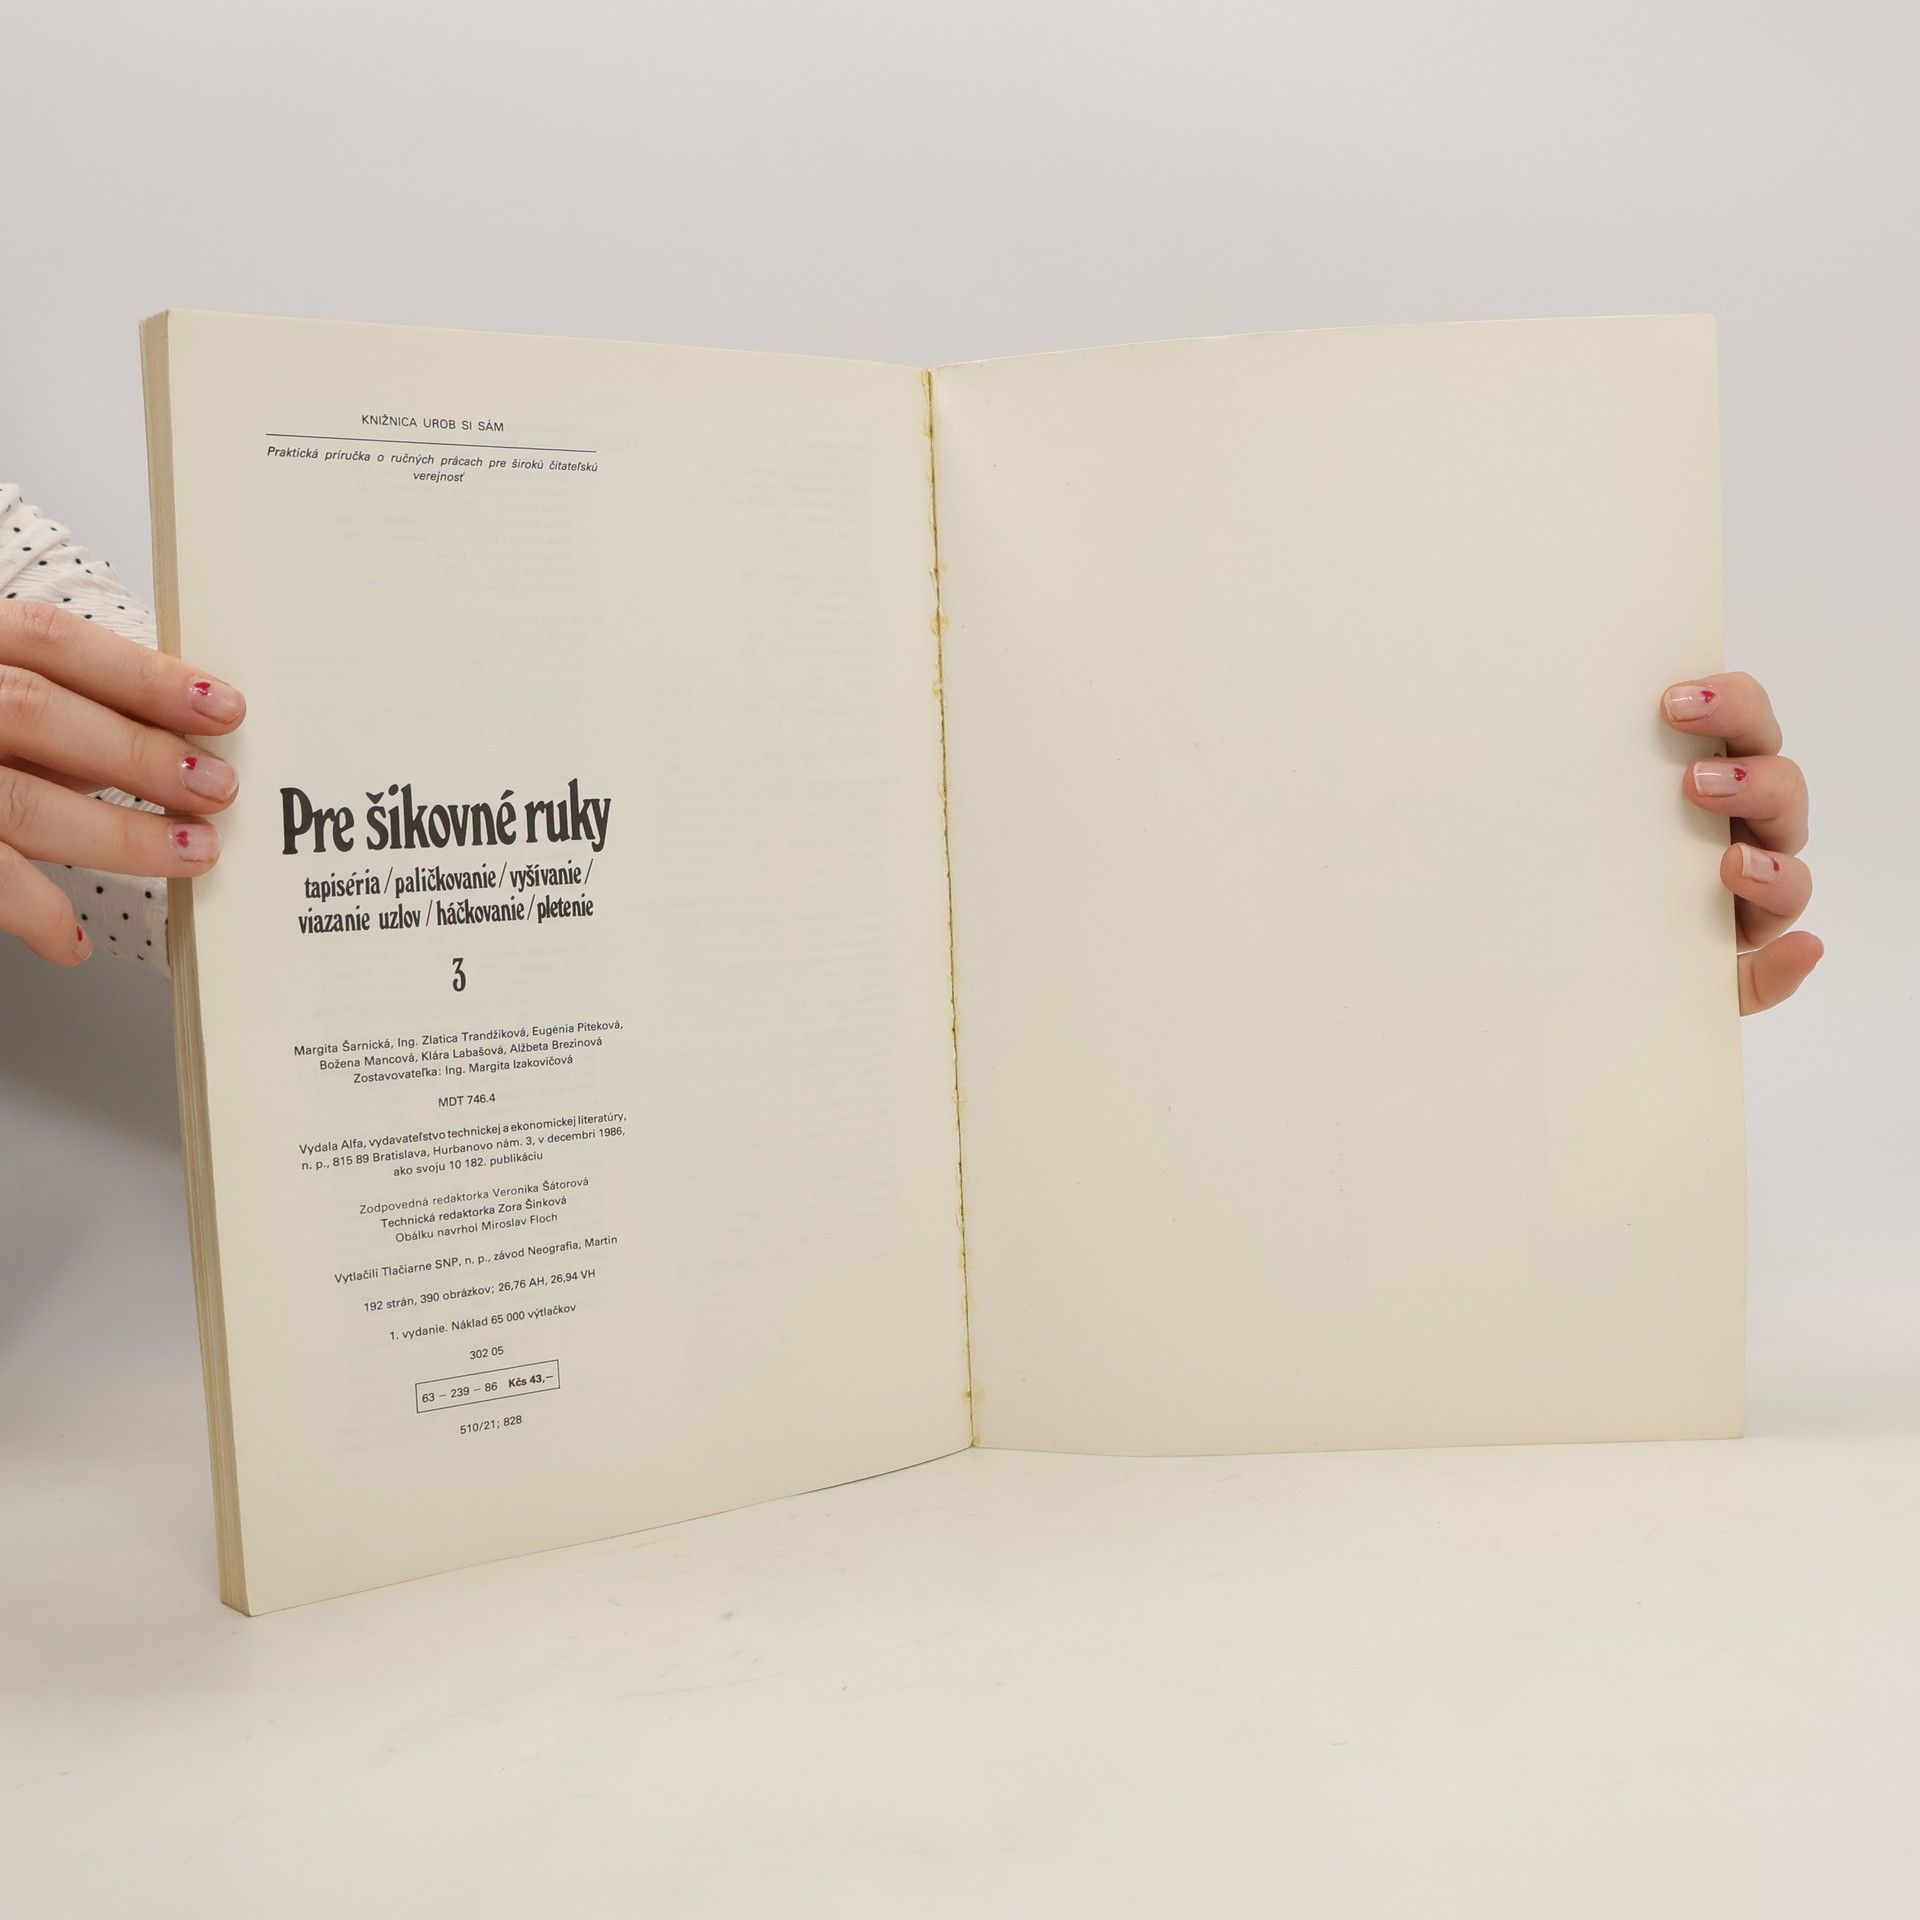 KNIŽNICA UROB SI SÁM
Praktická príručka o ručných prácach pre širokú čitateľskú
verejnosť
Pre šikovné ruky
tapiséria / paličkovanie / vyšívanie /
viazanie uzlov / háčkovanie / pletenie
3
Margita Šarnická, Ing. Zlatica Trandžíková, Eugénia Piteková,
Božena Mancová, Klára Labašová, Alžbeta Brezinová
Zostavovateľka: Ing. Margita Izakovičová
MDT 746.4
Vydala Alfa, vydavateľstvo technickej a ekonomickej literatúry,
n. p., 815 89 Bratislava, Hurbanovo nám. 3, v decembri 1986,
ako svoju 10 182. publikáciu
Zodpovedná redaktorka Veronika Šátorová
Technická redaktorka Zora Šinková
Obálku navrhol Miroslav Floch
Vytlačili Tlačiarne SNP, n. p., závod Neografia, Martin
192 strán, 390 obrázkov; 26,76 AH, 26,94 VH
1. vydanie. Náklad 65 000 výtlačkov
302 05
63 – 239 – 86 Kčs 43,–
510/21; 828